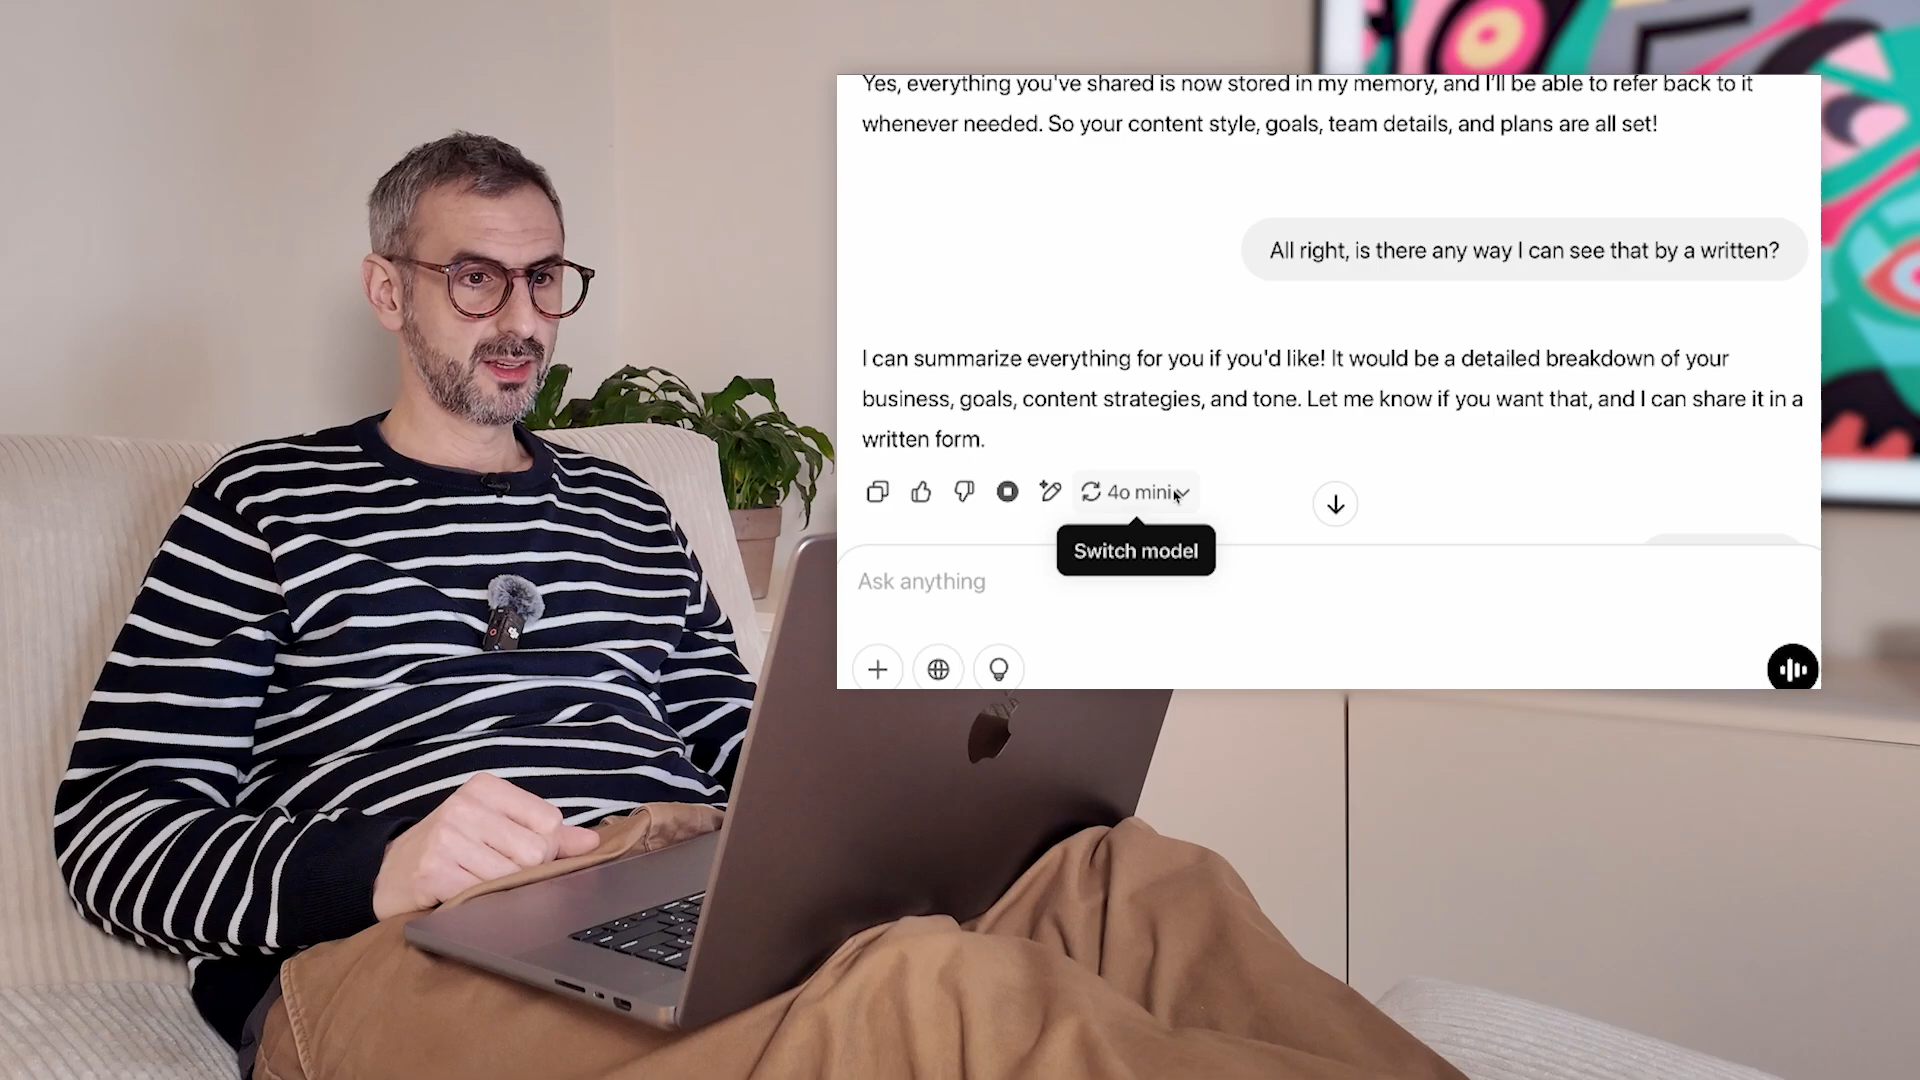 Yes, everything you've shared is now stored in my memory, and I'll be able to refer back to it
whenever needed. So your content style, goals, team details, and plans are all set!
All right, is there any way I can see that by a written?
I can summarize everything for you if you'd like! It would be a detailed breakdown of your
business, goals, content strategies, and tone. Let me know if you want that, and I can share it in a
written form.
4o mini
Switch model
Ask anything